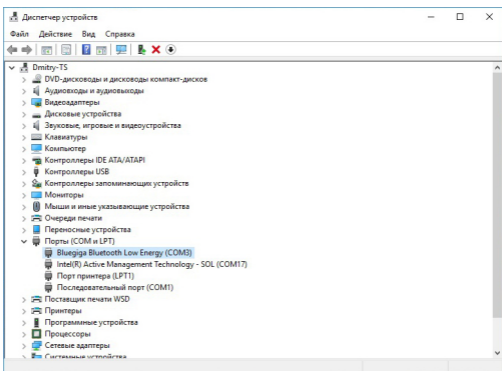 Диспетчер устройств
Файл Действие Вид Справка
Dmitry-TS
DVD-дисководы и дисководы компакт-дисков
Аудиовходы и аудиовыходы
Видеоадаптеры
Дисковые устройства
Звуковые, игровые и видеоустройства
Клавиатуры
Компьютер
Контроллеры IDE ATA/ATAPI
Контроллеры USB
Контроллеры запоминающих устройств
Мониторы
Мыши и иные указывающие устройства
Очереди печати
Переносные устройства
Порты (COM и LPT)
Bluegiga Bluetooth Low Energy (COM3)
Intel(R) Active Management Technology - SOL (COM17)
Порт принтера (LPT1)
Последовательный порт (COM1)
Поставщик печати WSD
Принтеры
Программные устройства
Процессоры
Сетевые адаптеры
Системные устройства